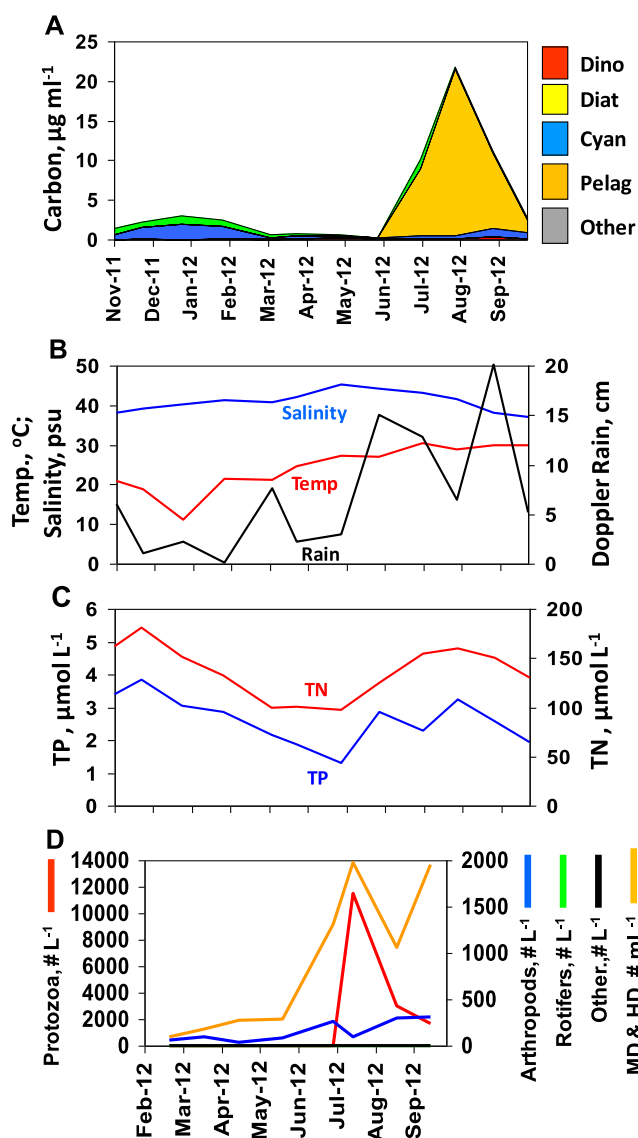 A
Carbon, µg ml-1
25
20
15
10
5
0
Nov-11
Dec-11
Jan-12
Feb-12
Mar-12
Apr-12
May-12
Jun-12
Jul-12
Aug-12
Sep-12
Dino
Diat
Cyan
Pelag
Other
B
Temp., ºC;
Salinity, psu
50
40
30
20
10
0
Salinity
Temp
Rain
20
15
10
5
0
Doppler Rain, cm
C
TP, µmol L-1
6
5
4
3
2
1
0
TN
TP
200
150
100
50
0
TN, µmol L-1
D
Protozoa,# L-1
14000
12000
10000
8000
6000
4000
2000
0
2000
1500
1000
500
0
Feb-12
Mar-12
Apr-12
May-12
Jun-12
Jul-12
Aug-12
Sep-12
Arthropods, # L-1
Rotifers, # L-1
Other.,# L-1
MD & HD, # mL-1